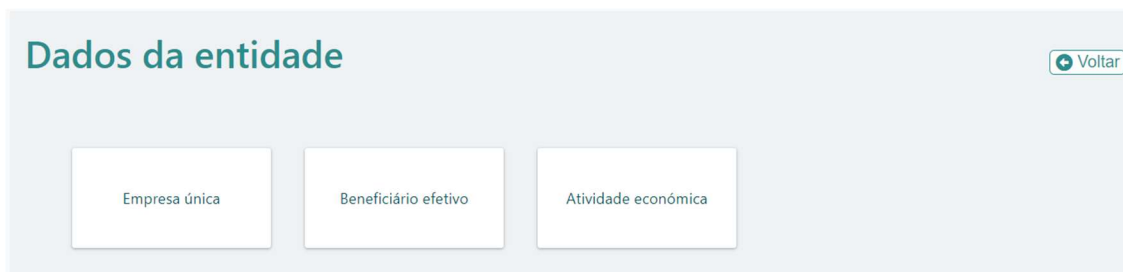 Dados da entidade
Voltar
Empresa única
Beneficiário efetivo
Atividade económica